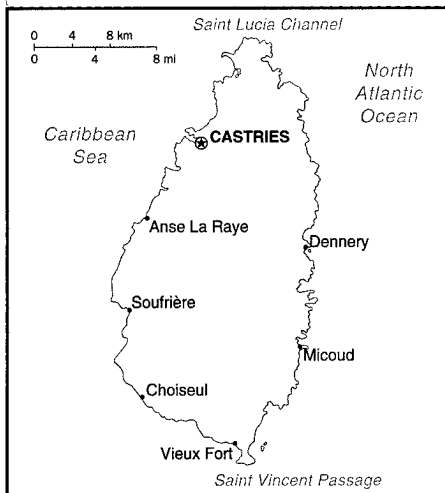 Saint Lucia Channel
0 4 8 km
0 4 8 mi
North
Atlantic
Ocean
Caribbean
Sea
CASTRIES
Anse La Raye
Dennery
Soufrière
Micoud
Choiseul
Vieux Fort
Saint Vincent Passage